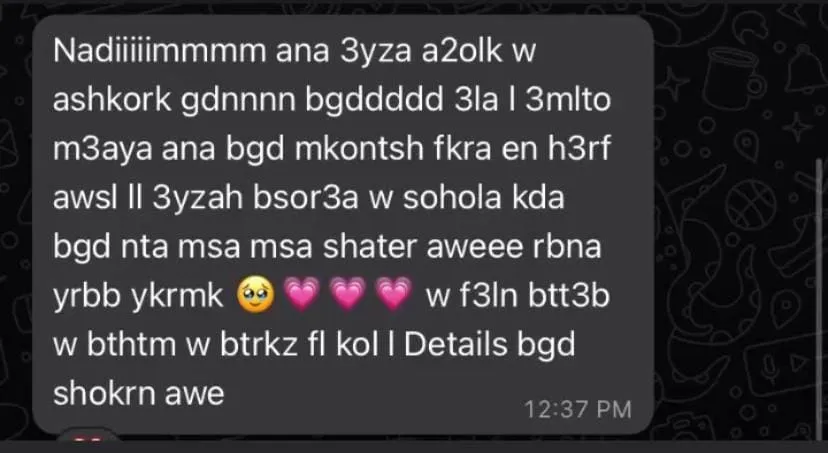 Nadiiiiimmmm ana 3yza a2olk w
ashkork gdnnnn bgddddd 3la l 3mlto
m3aya ana bgd mkontsh fkra en h3rf
awsl ll 3yzah bsor3a w sohola kda
bgd nta msa msa shater aweee rbna
yrbb ykrmk 🥹💗💗💗 w f3ln btt3b
w bthtm w btrkz fl kol l Details bgd
shokrn awe
12:37 PM